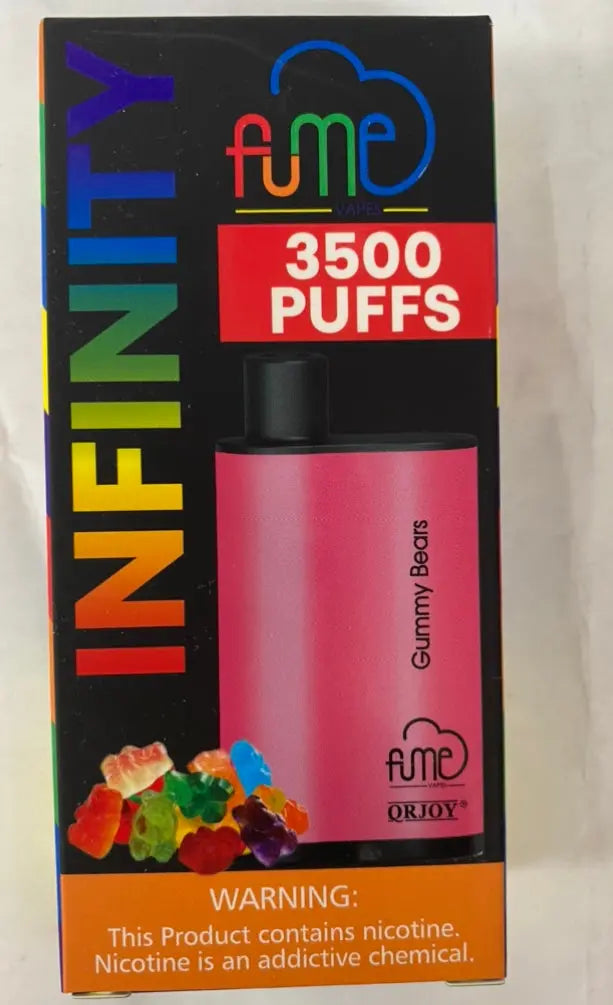 INFINITY
fume
VAPES
3500
PUFFS
Gummy Bears
fume
VAPES
QRJOY®
WARNING:
This Product contains nicotine.
Nicotine is an addictive chemical.